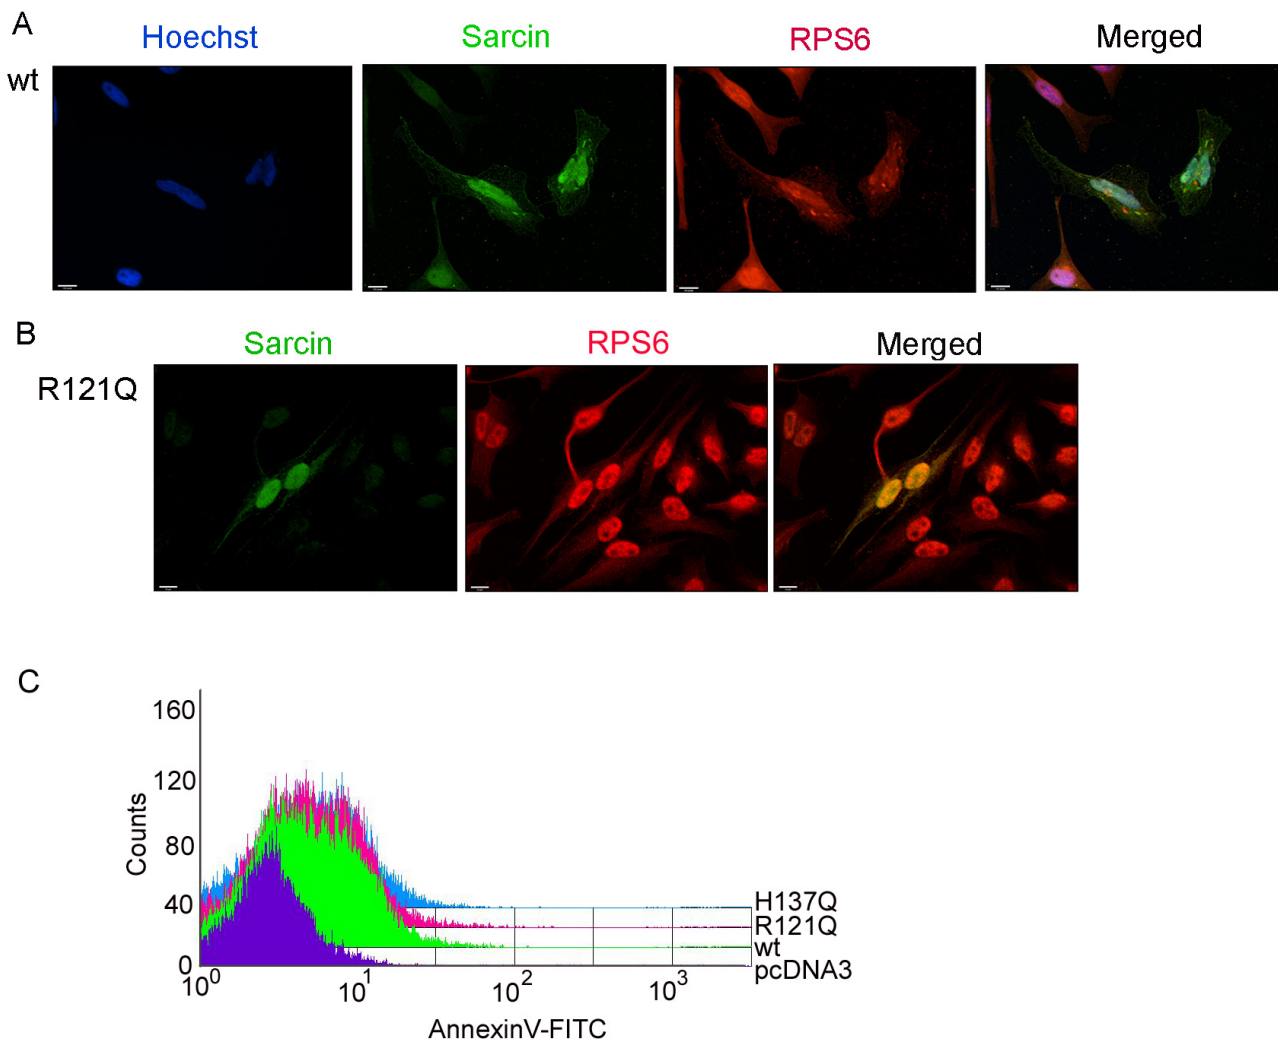 A
Hoechst Sarcin RPS6 Merged
wt
B
Sarcin RPS6 Merged
R121Q
C
160
120
80
40
0
Counts
10^0 10^1 10^2 10^3
AnnexinV-FITC
H137Q
R121Q
wt
pcDNA3